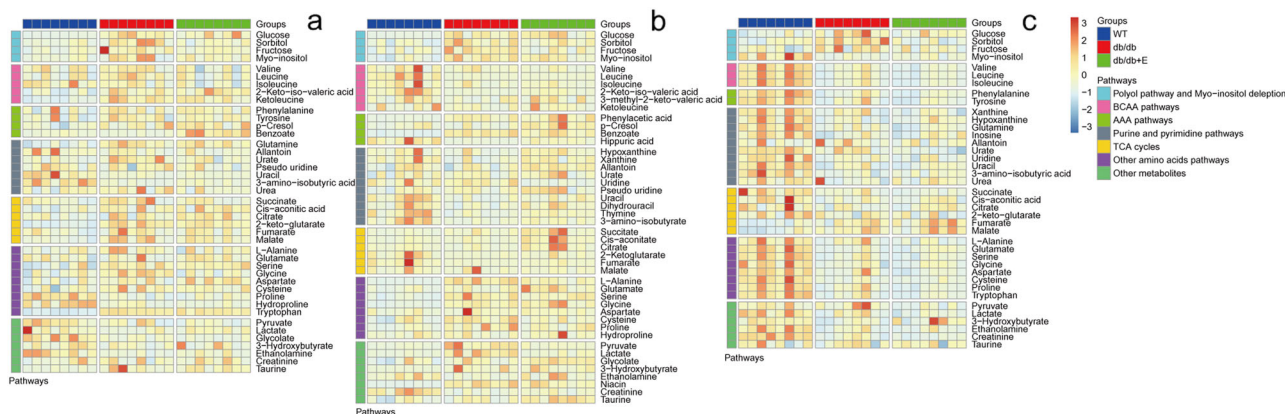 a
Groups
Glucose
Sorbitol
Fructose
Myo-inositol
Valine
Leucine
Isoleucine
2-Keto-iso-valeric acid
Ketoleucine
Phenylalanine
Tyrosine
p-Cresol
Benzoate
Glutamine
Allantoin
Urate
Pseudo uridine
Uracil
3-amino-isobutyric acid
Urea
Succinate
Cis-aconitic acid
Citrate
2-keto-glutarate
Fumarate
Malate
L-Alanine
Glutamate
Serine
Glycine
Aspartate
Cysteine
Proline
Hydroproline
Tryptophan
Pyruvate
Lactate
Glycolate
3-Hydroxybutyrate
Ethanolamine
Creatinine
Taurine
Pathways
b
Groups
Glucose
Sorbitol
Fructose
Myo-inositol
Valine
Leucine
Isoleucine
2-Keto-iso-valeric acid
3-methyl-2-keto-valeric acid
Ketoleucine
Phenylacetic acid
p-Cresol
Benzoate
Hippuric acid
Hypoxanthine
Xanthine
Allantoin
Urate
Uridine
Pseudo uridine
Uracil
Dihydrouracil
Thymine
3-amino-isobutyrate
Succitate
Cis-aconitate
Citrate
2-Ketoglutarate
Fumarate
Malate
L-Alanine
Glutamate
Serine
Glycine
Aspartate
Cysteine
Proline
Hydroproline
Pyruvate
Lactate
Glycolate
3-Hydroxybutyrate
Ethanolamine
Niacin
Creatinine
Taurine
Pathways
c
Groups
Glucose
Sorbitol
Fructose
Myo-inositol
Valine
Leucine
Isoleucine
Phenylalanine
Tyrosine
Xanthine
Hypoxanthine
Glutamine
Inosine
Allantoin
Urate
Uridine
Uracil
3-amino-isobutyric acid
Urea
Succinate
Cis-aconitic acid
Citrate
2-keto-glutarate
Fumarate
Malate
L-Alanine
Glutamate
Serine
Glycine
Aspartate
Cysteine
Proline
Tryptophan
Pyruvate
Lactate
3-Hydroxybutyrate
Ethanolamine
Creatinine
Taurine
Pathways
3
2
1
0
-1
-2
-3
Groups
WT
db/db
db/db+E
Pathways
Polyol pathway and Myo-inositol deleption
BCAA pathways
AAA pathways
Purine and pyrimidine pathways
TCA cycles
Other amino acids pathways
Other metabolites